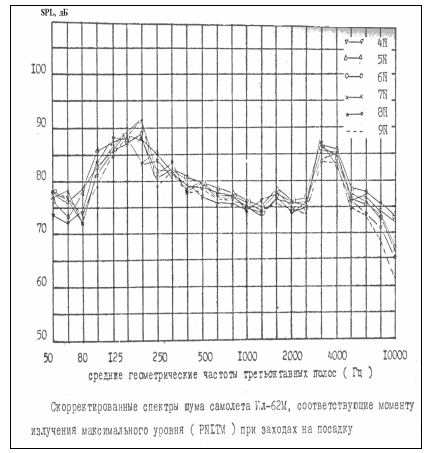 SPL, дБ
4N
5N
6N
7N
8N
9N
100
90
80
70
60
50
50 80 125 250 500 1000 2000 4000 10000
средние геометрические частоты третьоктавных полос ( Гц )
Скорректированные спектры шума самолета Ил-62М, соответствующие моменту
излучения максимального уровня ( PNLTM ) при заходах на посадку